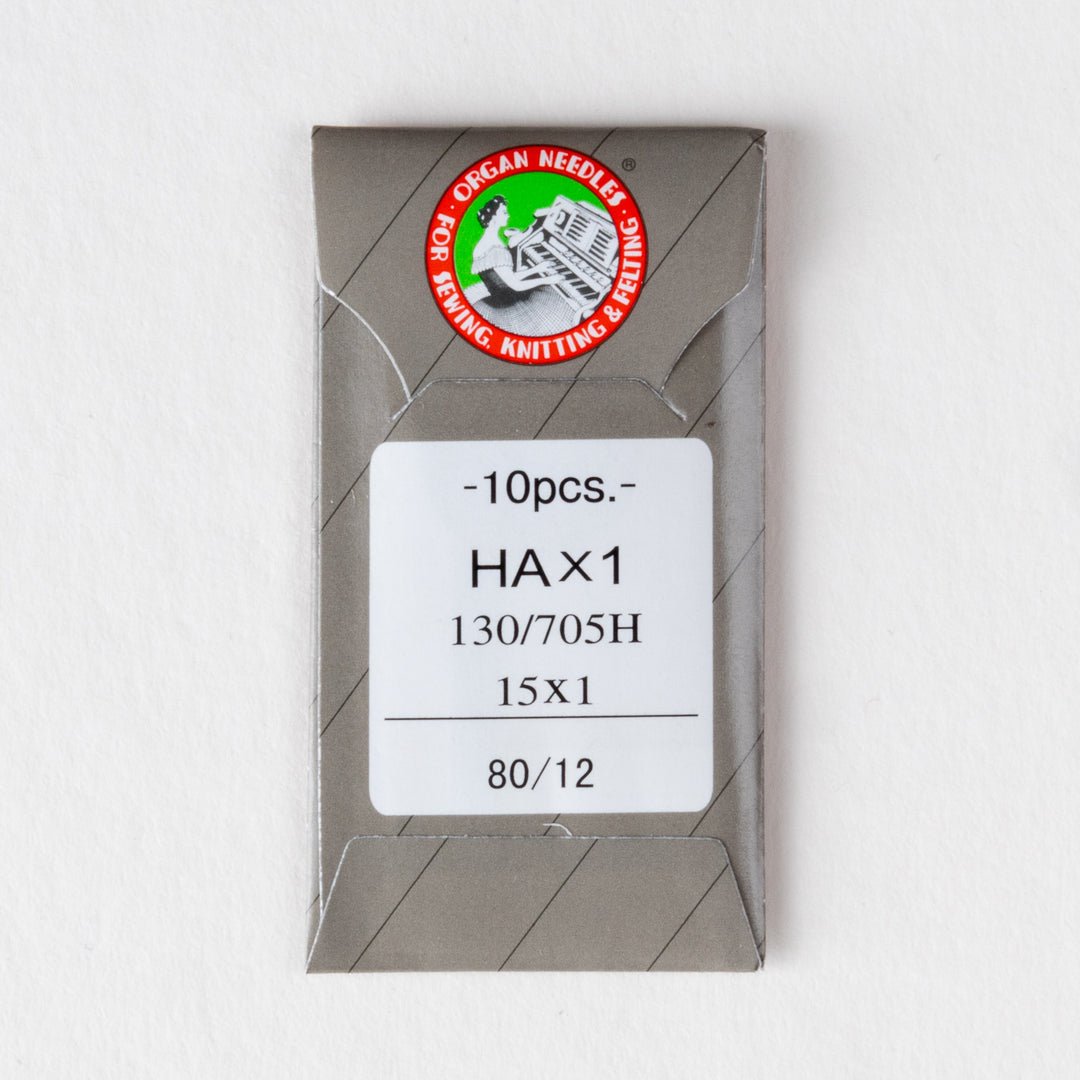 ORGAN NEEDLES · FOR SEWING, KNITTING & FELTING ·
®
-10pcs.-
HA×1
130/705H
15x1
80/12